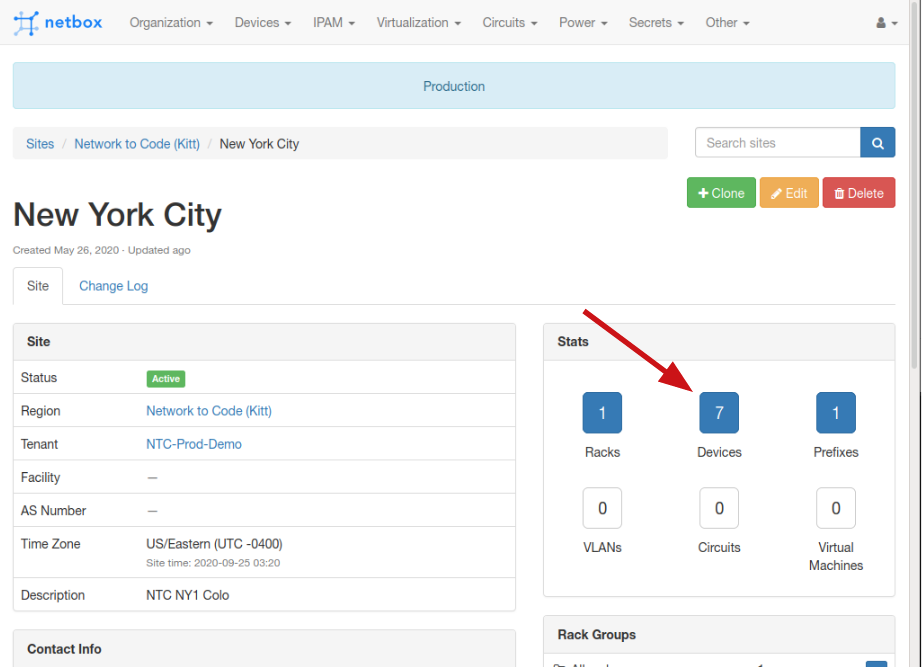 netbox Organization Devices IPAM Virtualization Circuits Power Secrets Other
Production
Sites / Network to Code (Kitt) / New York City
Search sites
Clone Edit Delete
New York City
Created May 26, 2020 · Updated ago
Site Change Log
Site
Status Active
Region Network to Code (Kitt)
Tenant NTC-Prod-Demo
Facility —
AS Number —
Time Zone US/Eastern (UTC -0400)
Site time: 2020-09-25 03:20
Description NTC NY1 Colo
Contact Info
Stats
1 7 1
Racks Devices Prefixes
0 0 0
VLANs Circuits Virtual
Machines
Rack Groups